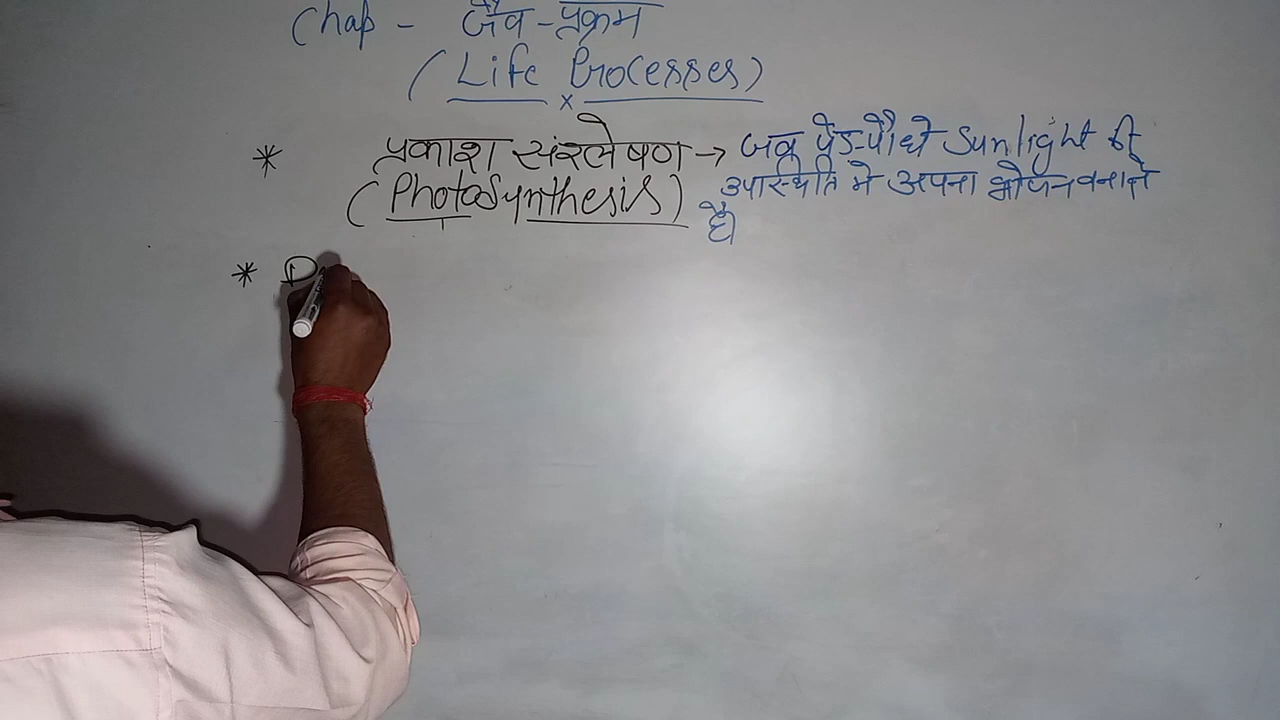 Chap - जैव-प्रक्रम
(Life Processes)
* प्रकाश संश्लेषण → जब पेड़-पौधे Sunlight की
(Photosynthesis) उपस्थिति मे अपना भोजन बनाते
है।
* D